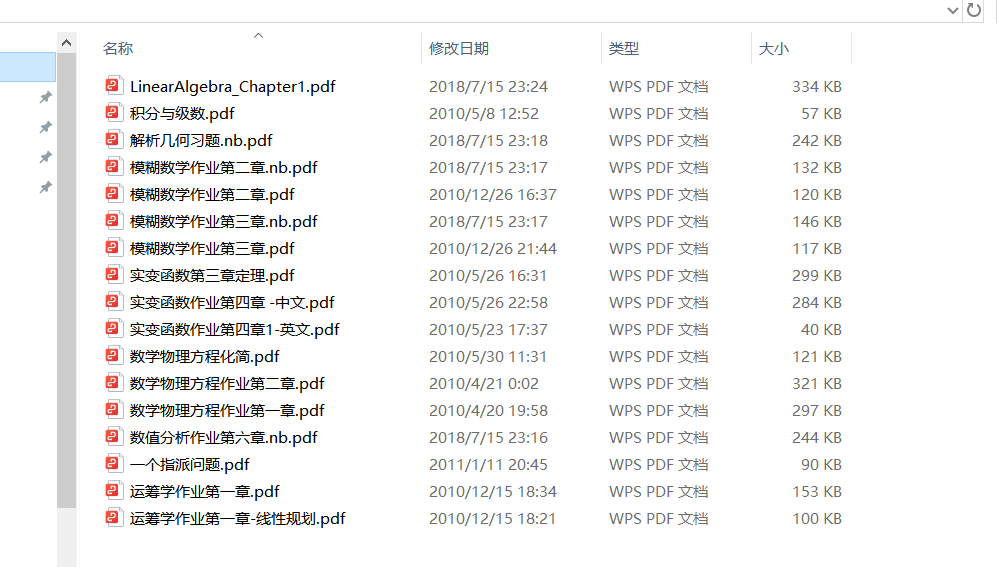 名称 修改日期 类型 大小
LinearAlgebra_Chapter1.pdf 2018/7/15 23:24 WPS PDF 文档 334 KB
积分与级数.pdf 2010/5/8 12:52 WPS PDF 文档 57 KB
解析几何习题.nb.pdf 2018/7/15 23:18 WPS PDF 文档 242 KB
模糊数学作业第二章.nb.pdf 2018/7/15 23:17 WPS PDF 文档 132 KB
模糊数学作业第二章.pdf 2010/12/26 16:37 WPS PDF 文档 120 KB
模糊数学作业第三章.nb.pdf 2018/7/15 23:17 WPS PDF 文档 146 KB
模糊数学作业第三章.pdf 2010/12/26 21:44 WPS PDF 文档 117 KB
实变函数第三章定理.pdf 2010/5/26 16:31 WPS PDF 文档 299 KB
实变函数作业第四章 -中文.pdf 2010/5/26 22:58 WPS PDF 文档 284 KB
实变函数作业第四章1-英文.pdf 2010/5/23 17:37 WPS PDF 文档 40 KB
数学物理方程化简.pdf 2010/5/30 11:31 WPS PDF 文档 121 KB
数学物理方程作业第二章.pdf 2010/4/21 0:02 WPS PDF 文档 321 KB
数学物理方程作业第一章.pdf 2010/4/20 19:58 WPS PDF 文档 297 KB
数值分析作业第六章.nb.pdf 2018/7/15 23:16 WPS PDF 文档 244 KB
一个指派问题.pdf 2011/1/11 20:45 WPS PDF 文档 90 KB
运筹学作业第一章.pdf 2010/12/15 18:34 WPS PDF 文档 153 KB
运筹学作业第一章-线性规划.pdf 2010/12/15 18:21 WPS PDF 文档 100 KB